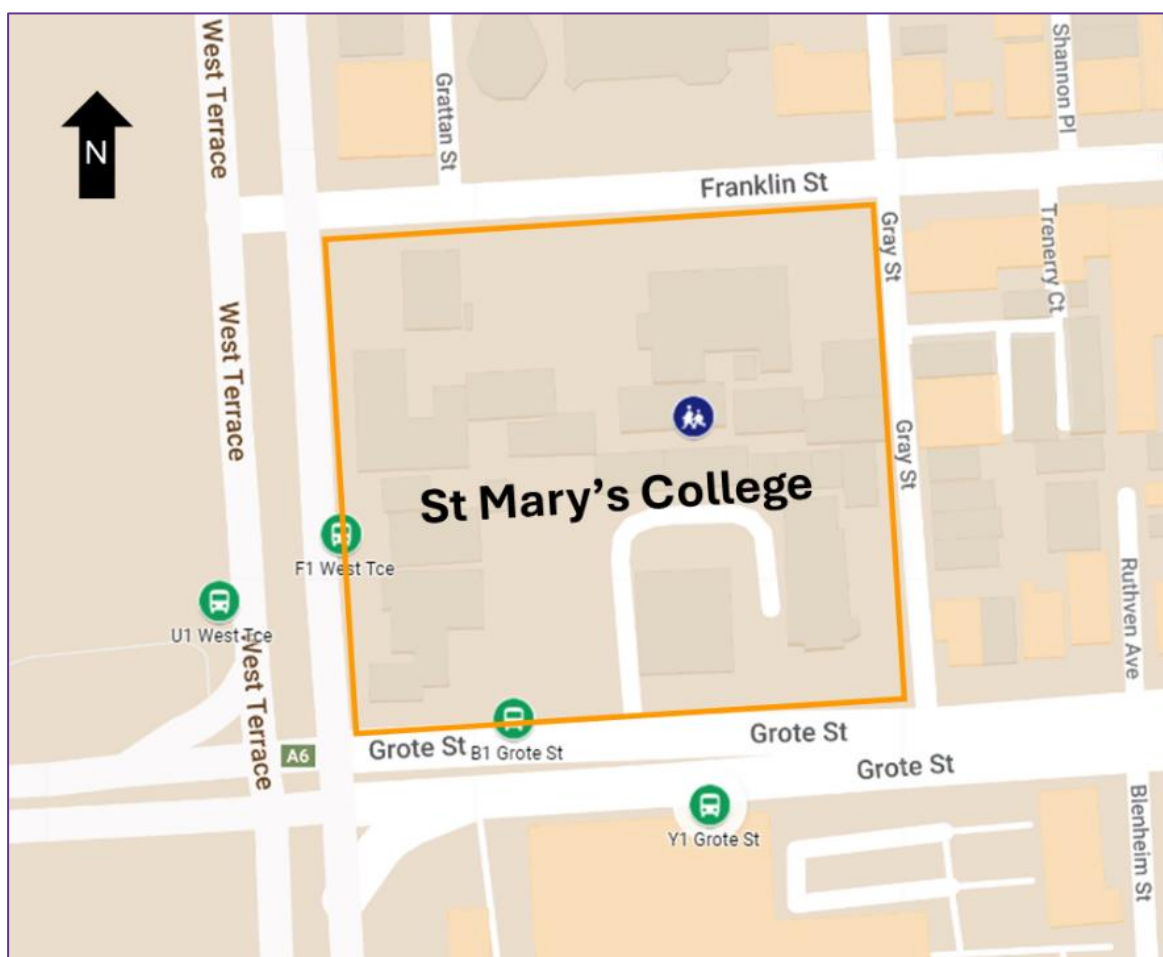 West Terrace
Grattan St
Shannon Pl
N
Franklin St
Trenerry Ct
Gray St
West Terrace
Gray St
St Mary's College
F1 West Tce
U1 West Tce
West Terrace
Ruthven Ave
Grote St
Grote St
B1 Grote St
A6
Grote St
Y1 Grote St
Blenheim St